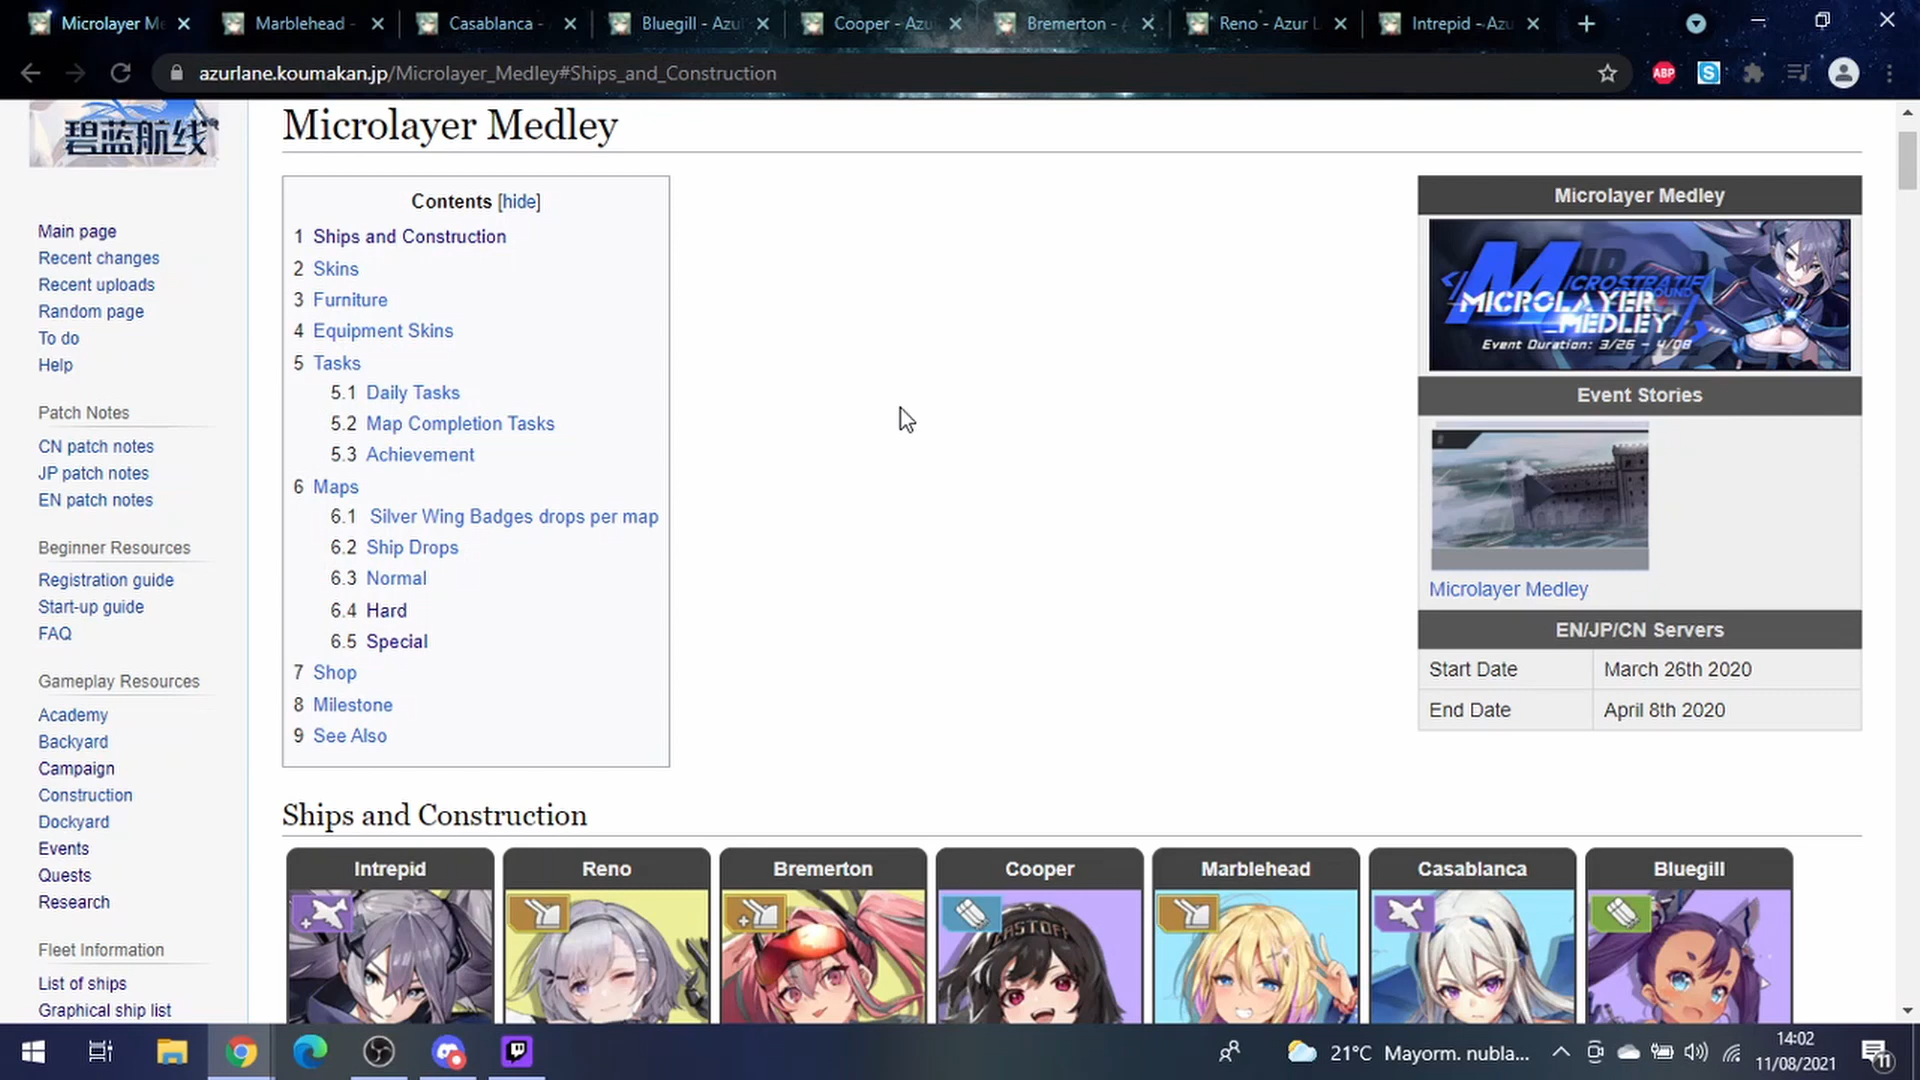 Microlayer Me
Marblehead -
Casablanca -
Bluegill - Azu
Cooper - Azu
Bremerton - A
Reno - Azur L
Intrepid - Azu
azurlane.koumakan.jp/Microlayer_Medley#Ships_and_Construction
ABP
S
碧蓝航线
Main page
Recent changes
Recent uploads
Random page
To do
Help
Patch Notes
CN patch notes
JP patch notes
EN patch notes
Beginner Resources
Registration guide
Start-up guide
FAQ
Gameplay Resources
Academy
Backyard
Campaign
Construction
Dockyard
Events
Quests
Research
Fleet Information
List of ships
Graphical ship list
Microlayer Medley
Contents [hide]
1 Ships and Construction
2 Skins
3 Furniture
4 Equipment Skins
5 Tasks
5.1 Daily Tasks
5.2 Map Completion Tasks
5.3 Achievement
6 Maps
6.1 Silver Wing Badges drops per map
6.2 Ship Drops
6.3 Normal
6.4 Hard
6.5 Special
7 Shop
8 Milestone
9 See Also
Microlayer Medley
MICROLAYER
MEDLEY
Event Duration: 3/26 - 4/08
Event Stories
Microlayer Medley
EN/JP/CN Servers
Start Date March 26th 2020
End Date April 8th 2020
Ships and Construction
Intrepid
Reno
Bremerton
Cooper
Marblehead
Casablanca
Bluegill
21°C Mayorm. nubla...
14:02
11/08/2021
11